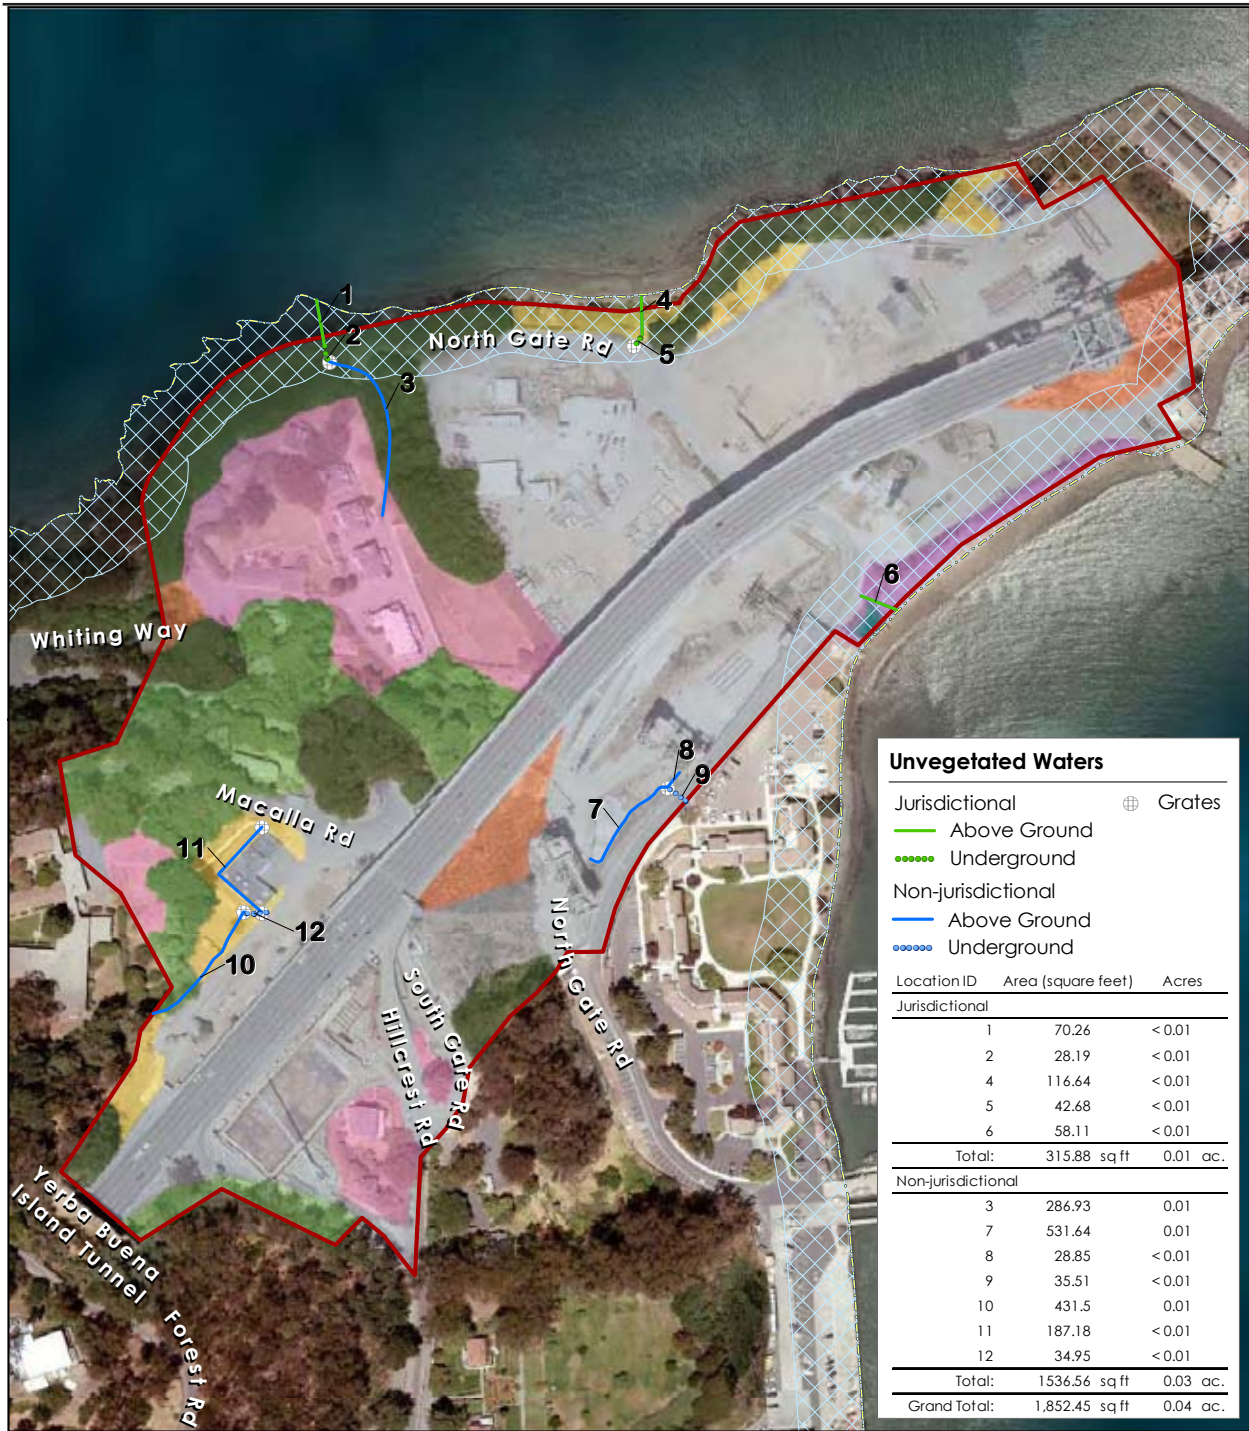 1
2
3
4
5
North Gate Rd
6
Whiting Way
7
8
9
Macalla Rd
11
12
10
North Gate Rd
South Gate Rd
Hillcrest Rd
Yerba Buena
Island Tunnel
Forest Rd
Unvegetated Waters
Jurisdictional Grates
Above Ground
Underground
Non-jurisdictional
Above Ground
Underground
Location ID Area (square feet) Acres
Jurisdictional
1 70.26 < 0.01
2 28.19 < 0.01
4 116.64 < 0.01
5 42.68 < 0.01
6 58.11 < 0.01
Total: 315.88 sq ft 0.01 ac.
Non-jurisdictional
3 286.93 0.01
7 531.64 0.01
8 28.85 < 0.01
9 35.51 < 0.01
10 431.5 0.01
11 187.18 < 0.01
12 34.95 < 0.01
Total: 1536.56 sq ft 0.03 ac.
Grand Total: 1,852.45 sq ft 0.04 ac.